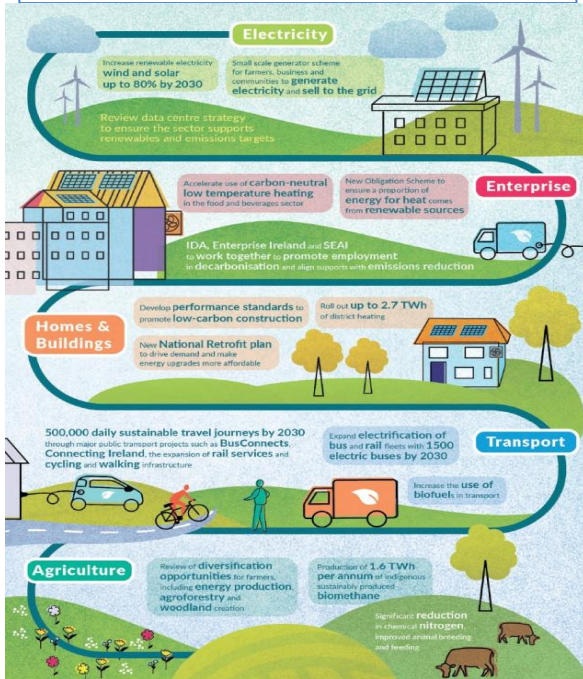 Electricity
Increase renewable electricity
wind and solar
up to 80% by 2030
Small scale generator scheme
for farmers, business and
communities to generate
electricity and sell to the grid
Review data centre strategy
to ensure the sector supports
renewables and emissions targets
Enterprise
Accelerate use of carbon-neutral
low temperature heating
in the food and beverages sector
New Obligation Scheme to
ensure a proportion of
energy for heat comes
from renewable sources
IDA, Enterprise Ireland and SEAI
to work together to promote employment
in decarbonisation and align supports with emissions reduction
Homes &
Buildings
Develop performance standards to
promote low-carbon construction
Roll out up to 2.7 TWh
of district heating
New National Retrofit plan
to drive demand and make
energy upgrades more affordable
Transport
500,000 daily sustainable travel journeys by 2030
through major public transport projects such as BusConnects,
Connecting Ireland, the expansion of rail services and
cycling and walking infrastructure
Expand electrification of
bus and rail fleets with 1500
electric buses by 2030
Increase the use of
biofuels in transport
Agriculture
Review of diversification
opportunities for farmers,
including energy production,
agroforestry and
woodland creation
Production of 1.6 TWh
per annum of indigenous
sustainably produced
biomethane
Significant reduction
in chemical nitrogen,
improved animal breeding
and feeding